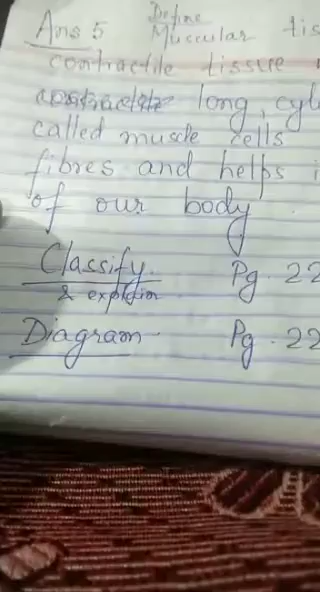 Ans 5 Define
Muscular tis
contractile tissue
long, cyl
called muscle cells
fibres and helps i
of our body
Classify Pg. 22
& explain
Diagram Pg. 22